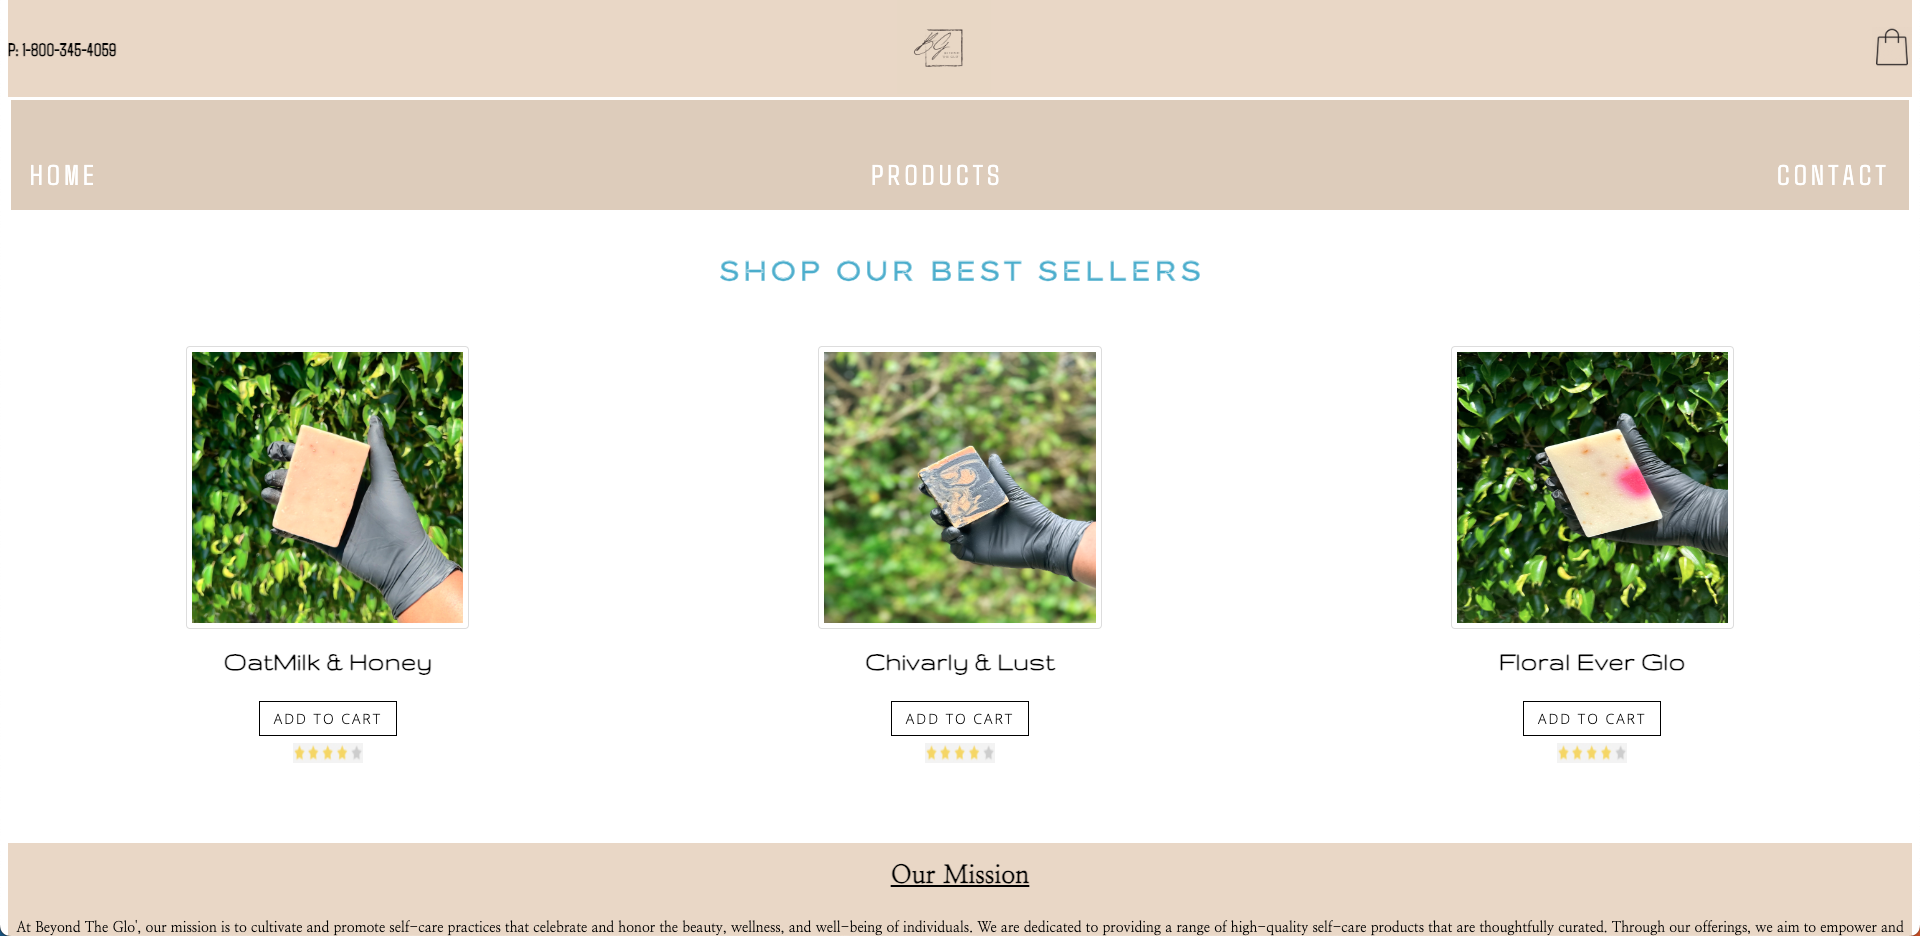 P: 1-800-345-4059
BG
HOME PRODUCTS CONTACT
SHOP OUR BEST SELLERS
OatMilk & Honey Chivarly & Lust Floral Ever Glo
ADD TO CART ADD TO CART ADD TO CART
Our Mission
At Beyond The Glo', our mission is to cultivate and promote self-care practices that celebrate and honor the beauty, wellness, and well-being of individuals. We are dedicated to providing a range of high-quality self-care products that are thoughtfully curated. Through our offerings, we aim to empower and